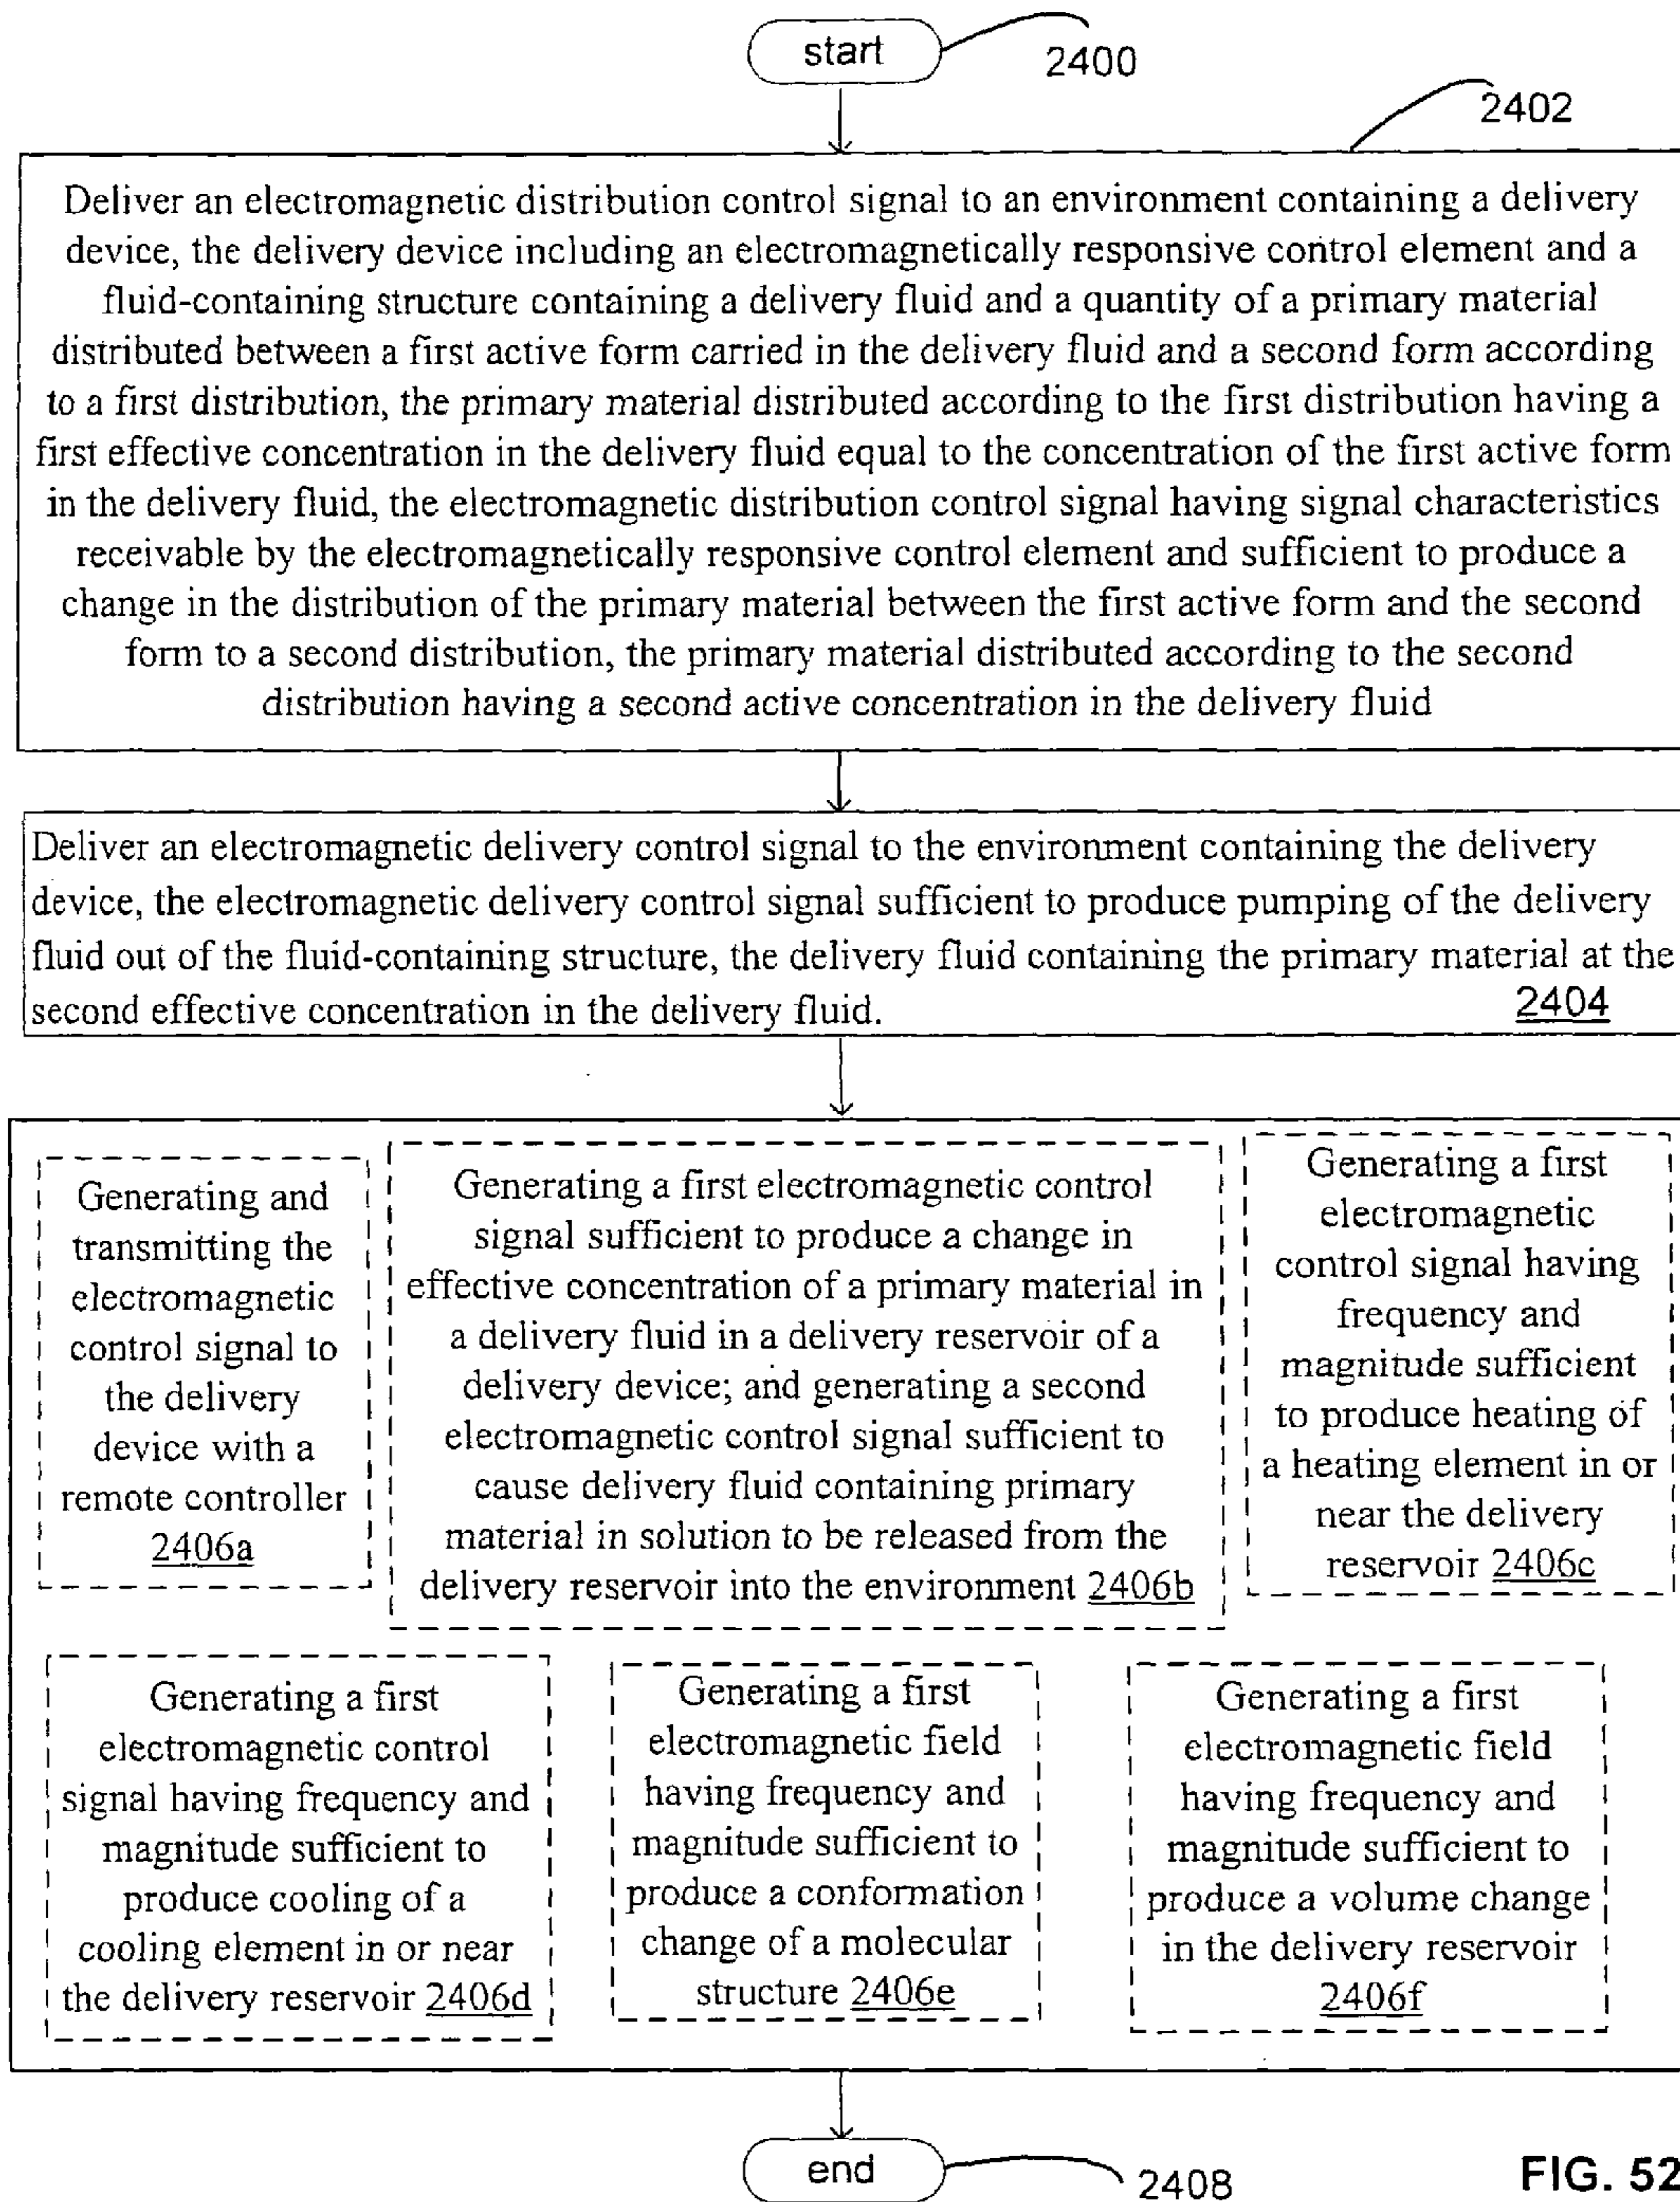 start
2400
2402
Deliver an electromagnetic distribution control signal to an environment containing a delivery
device, the delivery device including an electromagnetically responsive control element and a
fluid-containing structure containing a delivery fluid and a quantity of a primary material
distributed between a first active form carried in the delivery fluid and a second form according
to a first distribution, the primary material distributed according to the first distribution having a
first effective concentration in the delivery fluid equal to the concentration of the first active form
in the delivery fluid, the electromagnetic distribution control signal having signal characteristics
receivable by the electromagnetically responsive control element and sufficient to produce a
change in the distribution of the primary material between the first active form and the second
form to a second distribution, the primary material distributed according to the second
distribution having a second active concentration in the delivery fluid
Deliver an electromagnetic delivery control signal to the environment containing the delivery
device, the electromagnetic delivery control signal sufficient to produce pumping of the delivery
fluid out of the fluid-containing structure, the delivery fluid containing the primary material at the
second effective concentration in the delivery fluid.
2404
Generating and
transmitting the
electromagnetic
control signal to
the delivery
device with a
remote controller
2406a
Generating a first electromagnetic control
signal sufficient to produce a change in
effective concentration of a primary material in
a delivery fluid in a delivery reservoir of a
delivery device; and generating a second
electromagnetic control signal sufficient to
cause delivery fluid containing primary
material in solution to be released from the
delivery reservoir into the environment 2406b
Generating a first
electromagnetic
control signal having
frequency and
magnitude sufficient
to produce heating of
a heating element in or
near the delivery
reservoir 2406c
Generating a first
electromagnetic control
signal having frequency and
magnitude sufficient to
produce cooling of a
cooling element in or near
the delivery reservoir 2406d
Generating a first
electromagnetic field
having frequency and
magnitude sufficient to
produce a conformation
change of a molecular
structure 2406e
Generating a first
electromagnetic field
having frequency and
magnitude sufficient to
produce a volume change
in the delivery reservoir
2406f
end
2408
FIG. 52